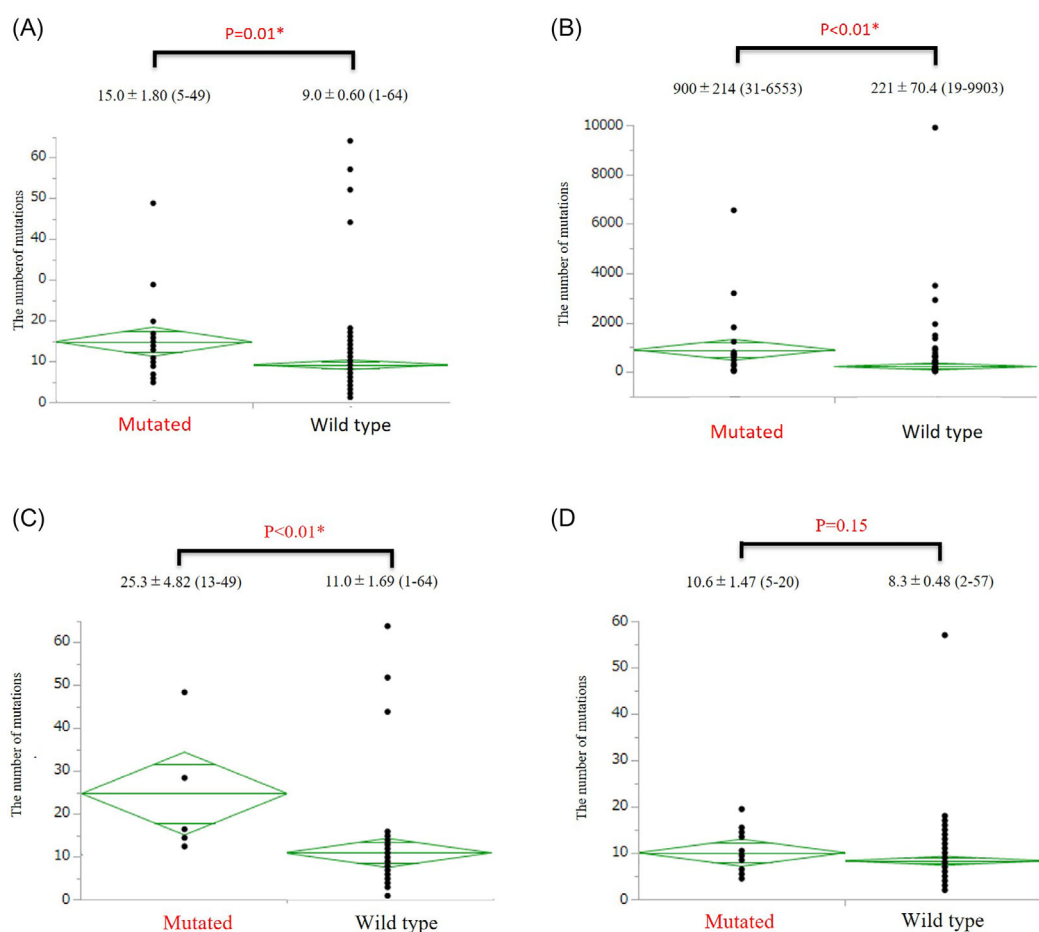 (A)
P=0.01*
15.0 ± 1.80 (5-49) 9.0 ± 0.60 (1-64)
The numberof mutations
60
50
40
0
20
10
0
Mutated Wild type
(B)
P<0.01*
900 ± 214 (31-6553) 221 ± 70.4 (19-9903)
The number of mutations
10000
8000
6000
4000
2000
0
Mutated Wild type
(C)
P<0.01*
25.3 ± 4.82 (13-49) 11.0 ± 1.69 (1-64)
The number of mutations
60
50
40
30
20
10
0
Mutated Wild type
(D)
P=0.15
10.6 ± 1.47 (5-20) 8.3 ± 0.48 (2-57)
The number of mutations
60
50
40
30
20
10
0
Mutated Wild type